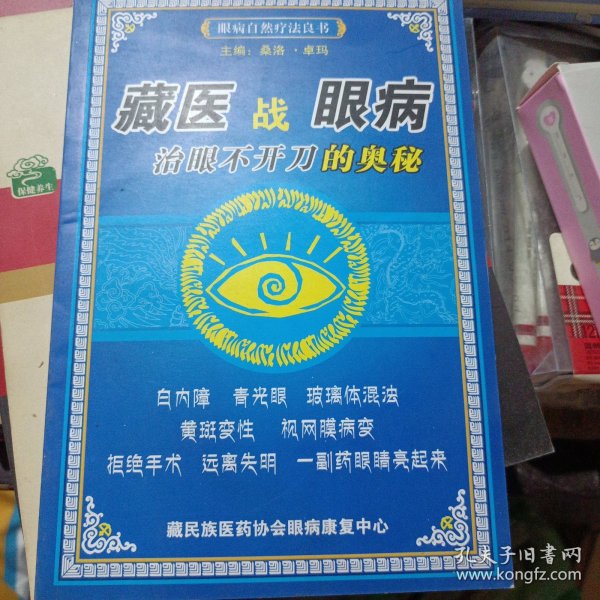 眼病自然疗法良书
主编：桑洛·卓玛
藏医 战 眼病
治眼不开刀的奥秘
保健养生
白内障 青光眼 玻璃体混浊
黄斑变性 视网膜病变
拒绝手术 远离失明 一副药眼睛亮起来
藏民族医药协会眼病康复中心
孔夫子旧书网
www.kongfz.com